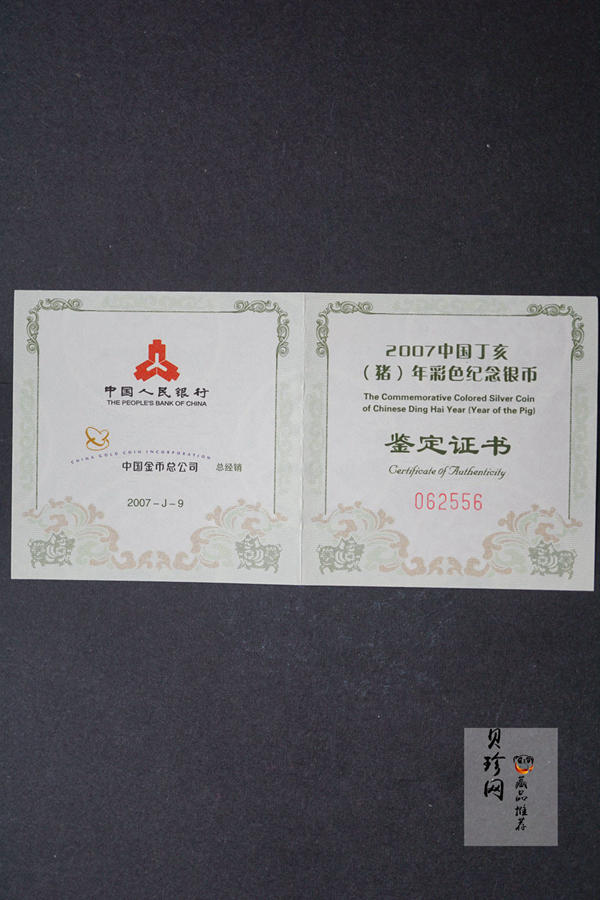 中国人民银行
THE PEOPLE'S BANK OF CHINA
CHINA GOLD COIN INCORPORATION
中国金币总公司 总经销
2007-J-9
2007中国丁亥
（猪）年彩色纪念银币
The Commemorative Colored Silver Coin
of Chinese Ding Hai Year (Year of the Pig)
鉴定证书
Certificate of Authenticity
062556
贝珍网
藏品推荐